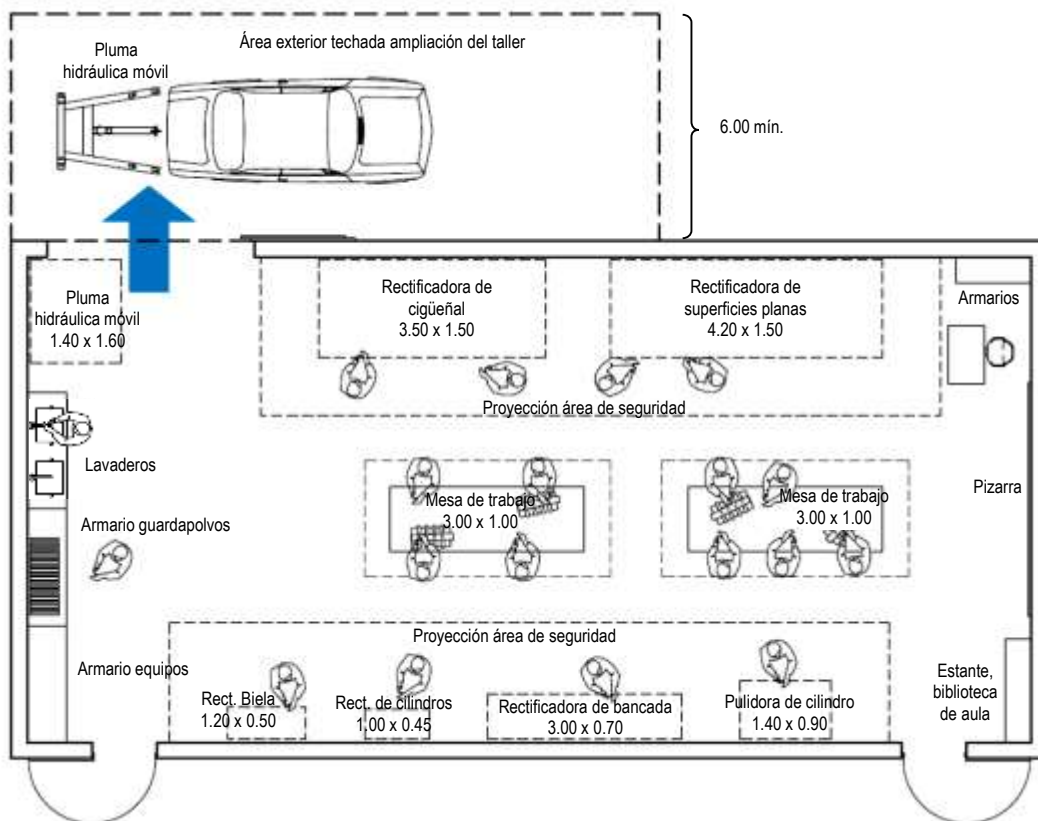 Área exterior techada ampliación del taller
Pluma
hidráulica móvil
6.00 mín.
Pluma
hidráulica móvil
1.40 x 1.60
Rectificadora de
cigüeñal
3.50 x 1.50
Rectificadora de
superficies planas
4.20 x 1.50
Armarios
Proyección área de seguridad
Lavaderos
Mesa de trabajo
3.00 x 1.00
Mesa de trabajo
3.00 x 1.00
Pizarra
Armario guardapolvos
Proyección área de seguridad
Armario equipos
Rect. Biela
1.20 x 0.50
Rect. de cilindros
1.00 x 0.45
Rectificadora de bancada
3.00 x 0.70
Pulidora de cilindro
1.40 x 0.90
Estante,
biblioteca
de aula